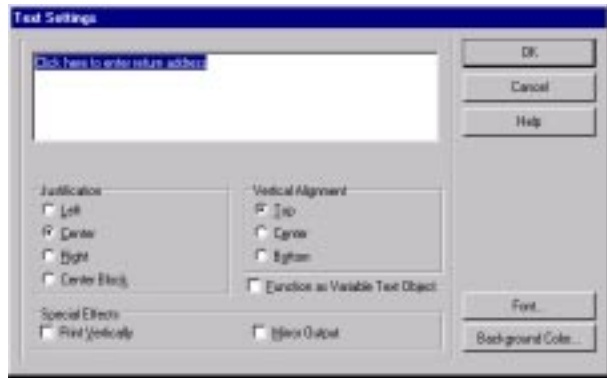 Text Settings
Click here to enter return address
OK
Cancel
Help
Justification
Left
Center
Right
Center Block
Vertical Alignment
Top
Center
Bottom
Function as Variable Text Object
Special Effects
Print Vertically
Mirror Output
Font...
Background Color...